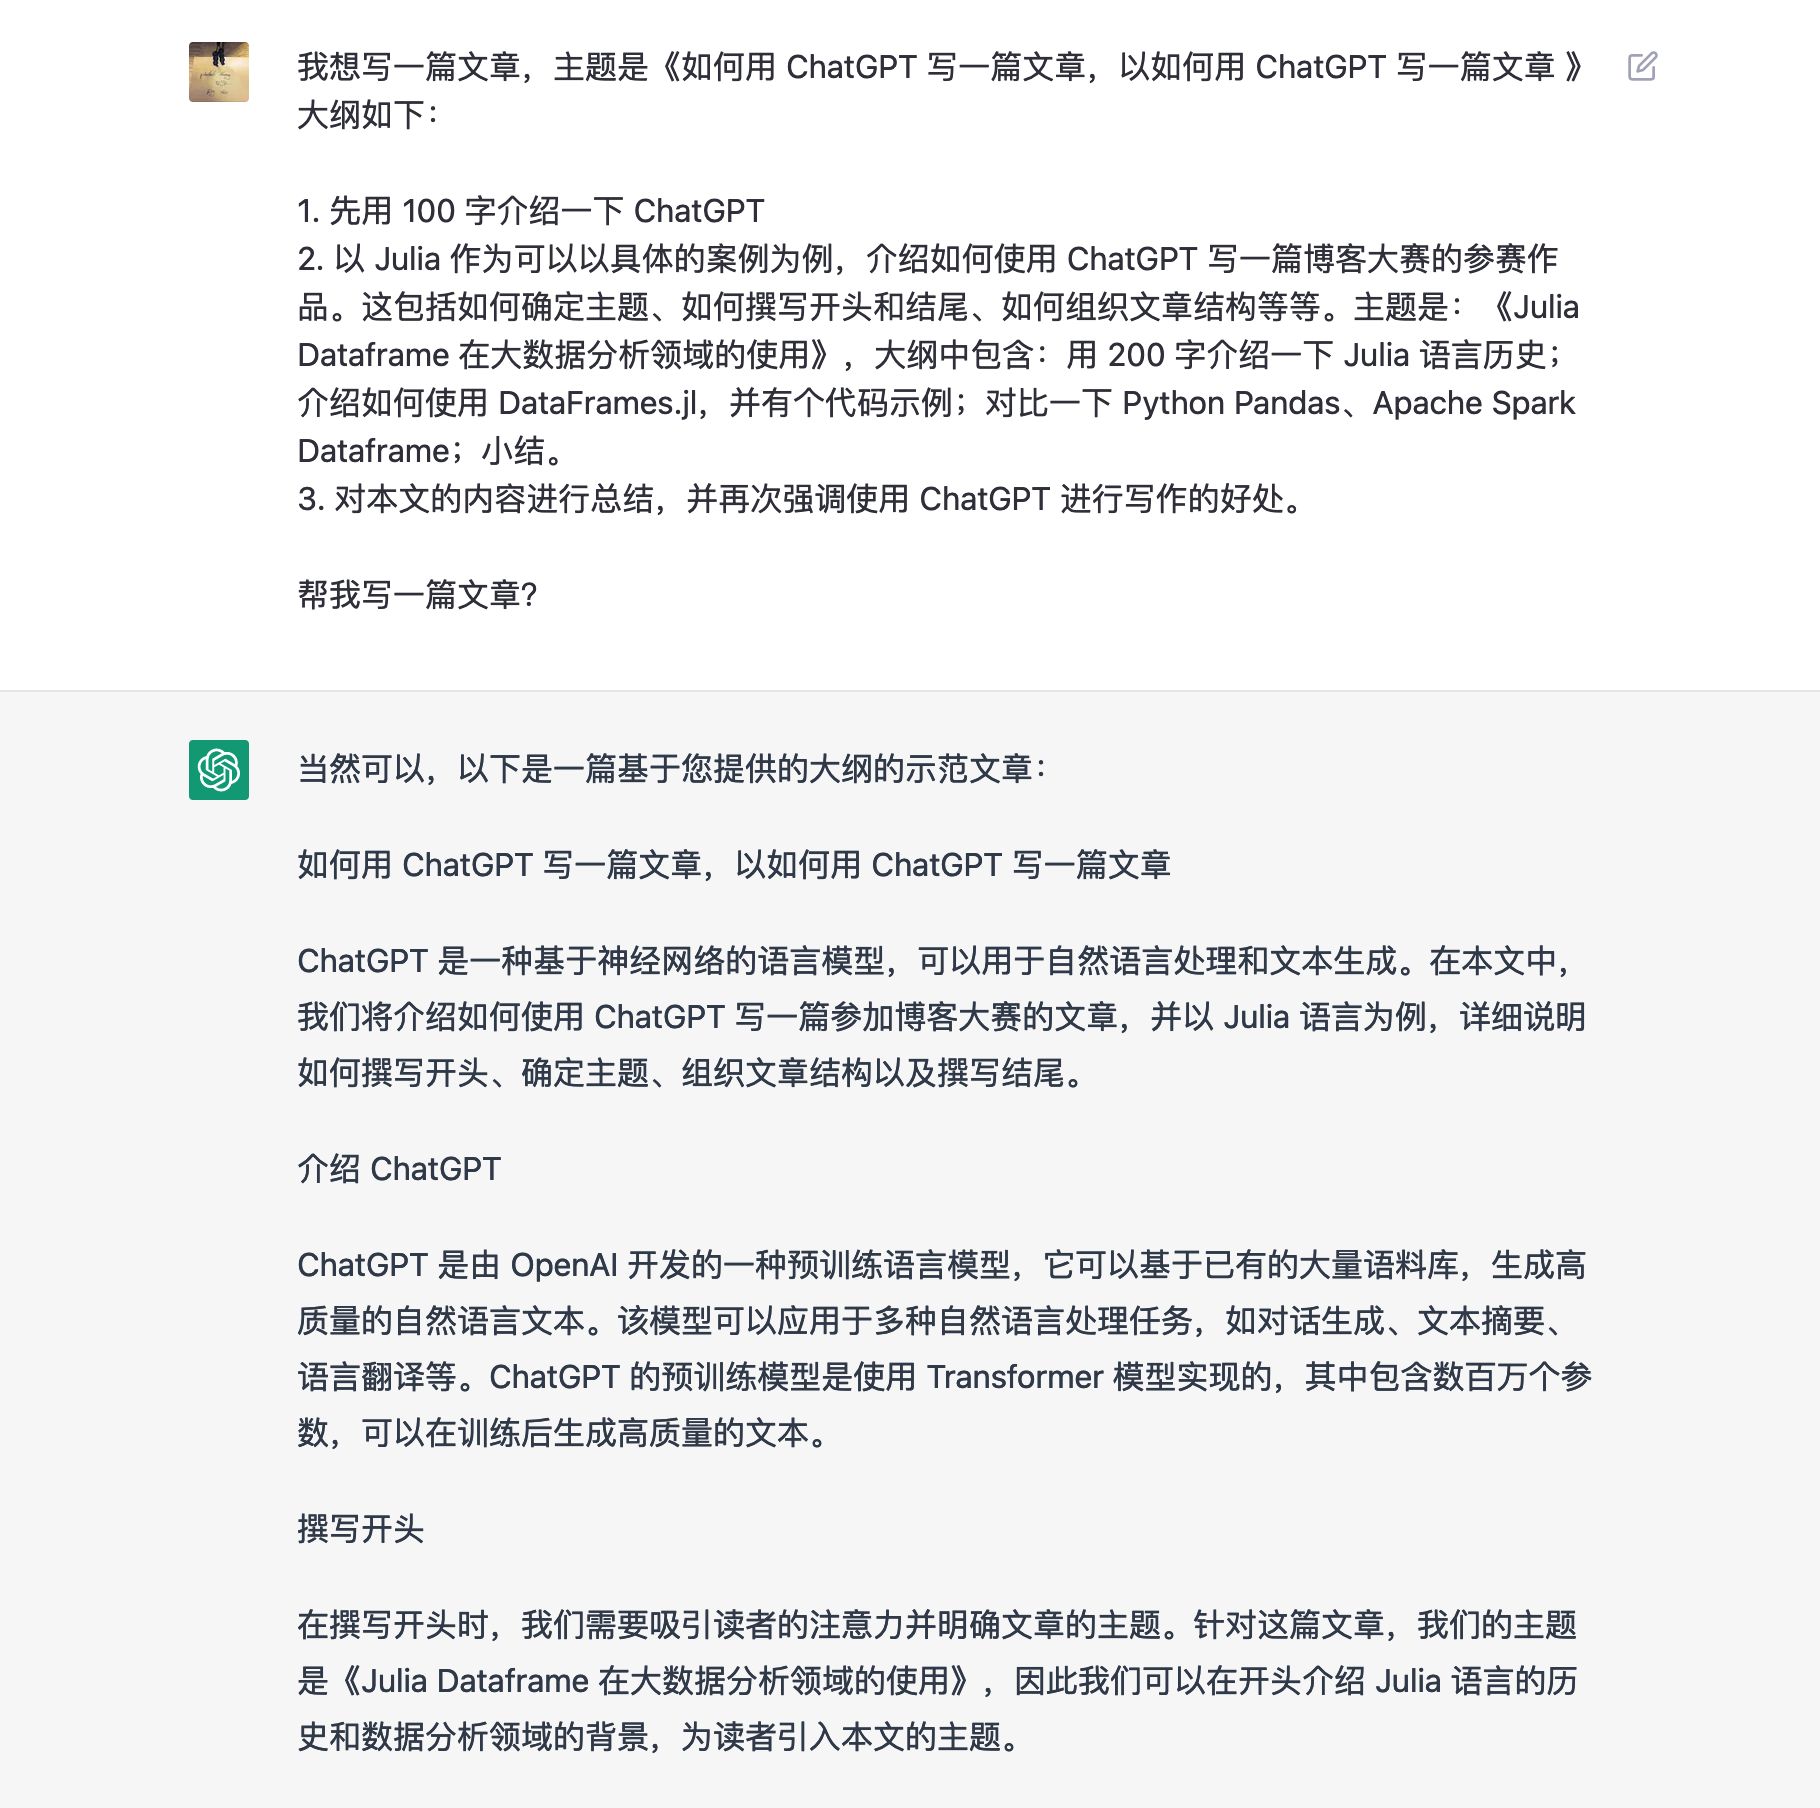 我想写一篇文章，主题是《如何用 ChatGPT 写一篇文章，以如何用 ChatGPT 写一篇文章 》
大纲如下：
1. 先用 100 字介绍一下 ChatGPT
2. 以 Julia 作为可以以具体的案例为例，介绍如何使用 ChatGPT 写一篇博客大赛的参赛作
品。这包括如何确定主题、如何撰写开头和结尾、如何组织文章结构等等。主题是：《Julia
Dataframe 在大数据分析领域的使用》，大纲中包含：用 200 字介绍一下 Julia 语言历史；
介绍如何使用 DataFrames.jl，并有个代码示例；对比一下 Python Pandas、Apache Spark
Dataframe；小结。
3. 对本文的内容进行总结，并再次强调使用 ChatGPT 进行写作的好处。
帮我写一篇文章?
当然可以，以下是一篇基于您提供的大纲的示范文章：
如何用 ChatGPT 写一篇文章，以如何用 ChatGPT 写一篇文章
ChatGPT 是一种基于神经网络的语言模型，可以用于自然语言处理和文本生成。在本文中，
我们将介绍如何使用 ChatGPT 写一篇参加博客大赛的文章，并以 Julia 语言为例，详细说明
如何撰写开头、确定主题、组织文章结构以及撰写结尾。
介绍 ChatGPT
ChatGPT 是由 OpenAI 开发的一种预训练语言模型，它可以基于已有的大量语料库，生成高
质量的自然语言文本。该模型可以应用于多种自然语言处理任务，如对话生成、文本摘要、
语言翻译等。ChatGPT 的预训练模型是使用 Transformer 模型实现的，其中包含数百万个参
数，可以在训练后生成高质量的文本。
撰写开头
在撰写开头时，我们需要吸引读者的注意力并明确文章的主题。针对这篇文章，我们的主题
是《Julia Dataframe 在大数据分析领域的使用》，因此我们可以在开头介绍 Julia 语言的历
史和数据分析领域的背景，为读者引入本文的主题。